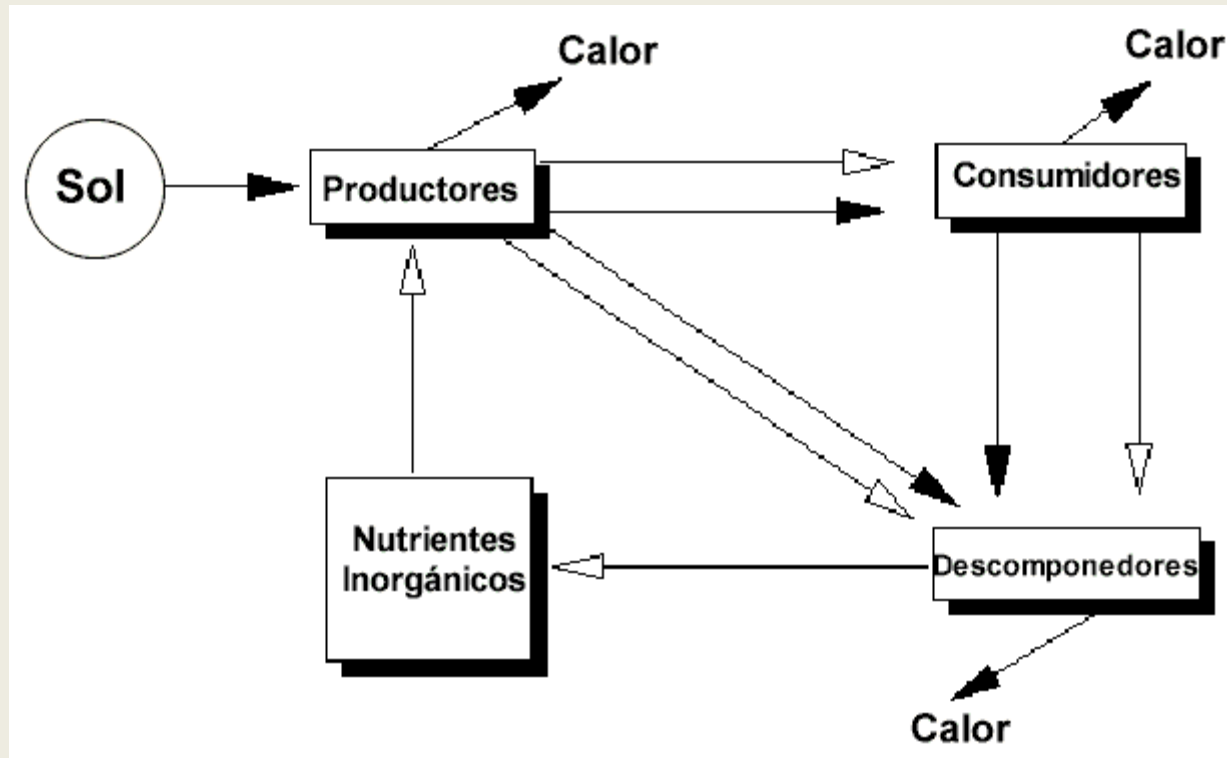 Calor
Calor
Sol
Productores
Consumidores
Nutrientes
Inorgánicos
Descomponedores
Calor